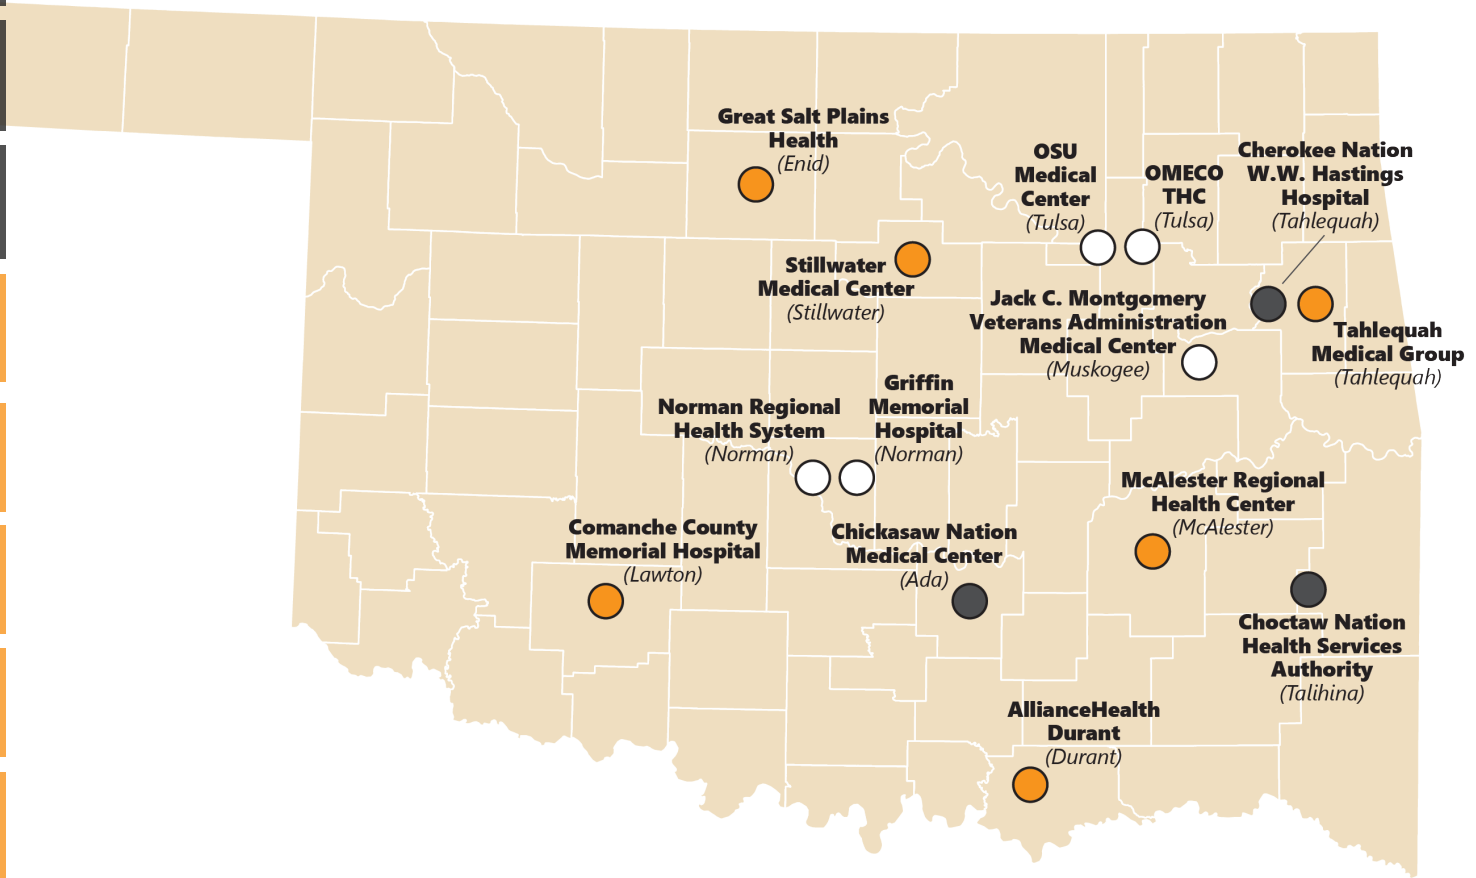 Great Salt Plains
Health
(Enid)
OSU
Medical
Center
(Tulsa)
OMECO
THC
(Tulsa)
Cherokee Nation
W.W. Hastings
Hospital
(Tahlequah)
Stillwater
Medical Center
(Stillwater)
Jack C. Montgomery
Veterans Administration
Medical Center
(Muskogee)
Tahlequah
Medical Group
(Tahlequah)
Norman Regional
Health System
(Norman)
Griffin
Memorial
Hospital
(Norman)
McAlester Regional
Health Center
(McAlester)
Comanche County
Memorial Hospital
(Lawton)
Chickasaw Nation
Medical Center
(Ada)
Choctaw Nation
Health Services
Authority
(Talihina)
AllianceHealth
Durant
(Durant)